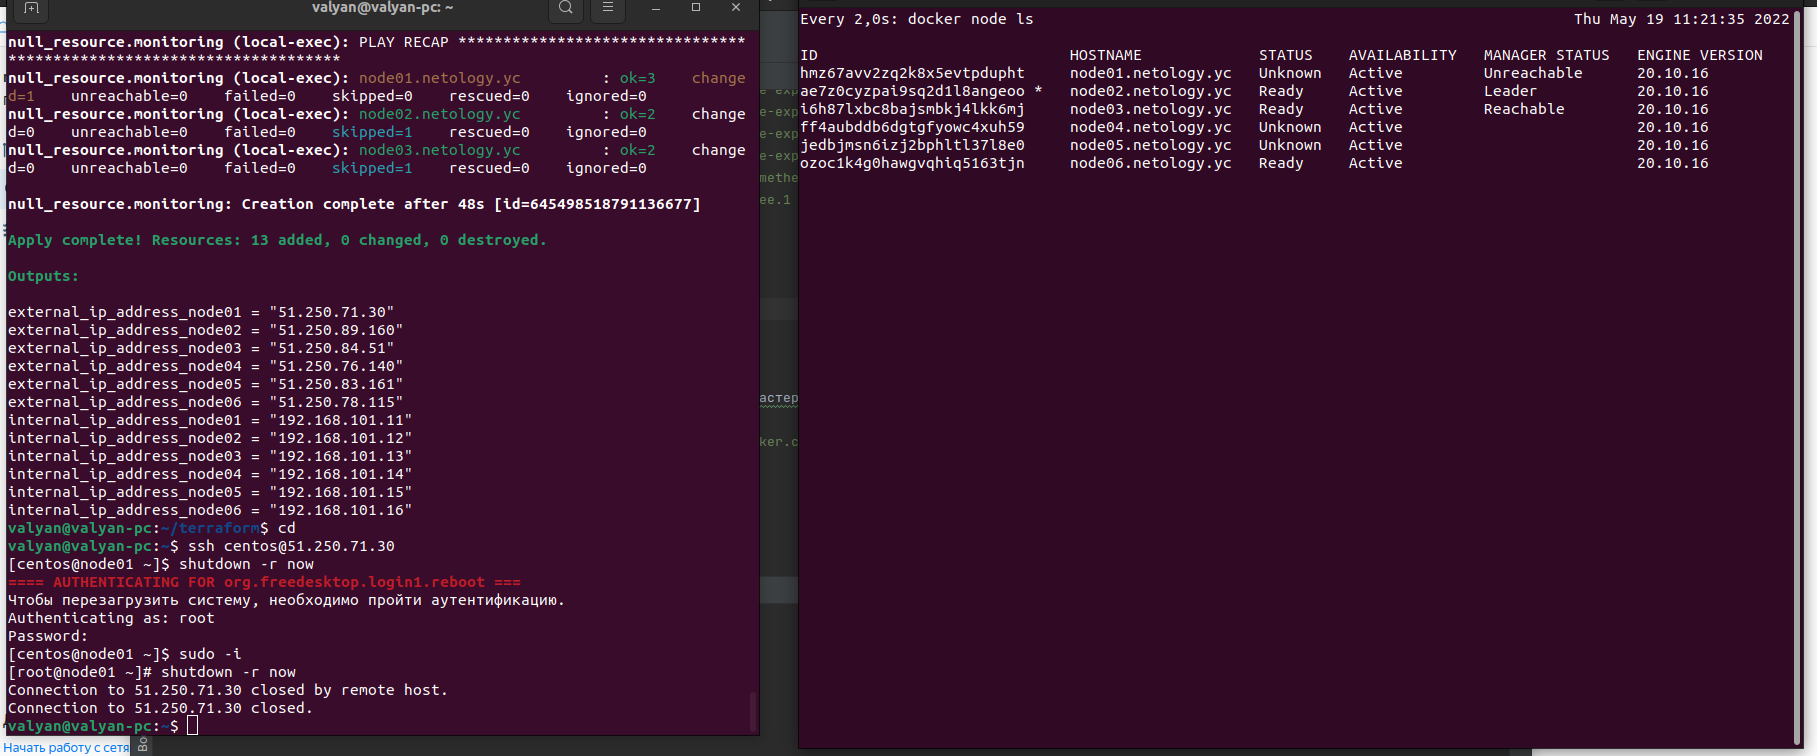 valyan@valyan-pc: ~
null_resource.monitoring (local-exec): PLAY RECAP ********************************
*************************************
null_resource.monitoring (local-exec): node01.netology.yc         : ok=3    change
d=1    unreachable=0    failed=0    skipped=0    rescued=0    ignored=0
null_resource.monitoring (local-exec): node02.netology.yc         : ok=2    change
d=0    unreachable=0    failed=0    skipped=1    rescued=0    ignored=0
null_resource.monitoring (local-exec): node03.netology.yc         : ok=2    change
d=0    unreachable=0    failed=0    skipped=1    rescued=0    ignored=0
null_resource.monitoring: Creation complete after 48s [id=645498518791136677]
Apply complete! Resources: 13 added, 0 changed, 0 destroyed.
Outputs:
external_ip_address_node01 = "51.250.71.30"
external_ip_address_node02 = "51.250.89.160"
external_ip_address_node03 = "51.250.84.51"
external_ip_address_node04 = "51.250.76.140"
external_ip_address_node05 = "51.250.83.161"
external_ip_address_node06 = "51.250.78.115"
internal_ip_address_node01 = "192.168.101.11"
internal_ip_address_node02 = "192.168.101.12"
internal_ip_address_node03 = "192.168.101.13"
internal_ip_address_node04 = "192.168.101.14"
internal_ip_address_node05 = "192.168.101.15"
internal_ip_address_node06 = "192.168.101.16"
valyan@valyan-pc:~/terraform$ cd
valyan@valyan-pc:~$ ssh centos@51.250.71.30
[centos@node01 ~]$ shutdown -r now
==== AUTHENTICATING FOR org.freedesktop.login1.reboot ===
Чтобы перезагрузить систему, необходимо пройти аутентификацию.
Authenticating as: root
Password:
[centos@node01 ~]$ sudo -i
[root@node01 ~]# shutdown -r now
Connection to 51.250.71.30 closed by remote host.
Connection to 51.250.71.30 closed.
valyan@valyan-pc:~$
Начать работу с сетя
Во
e-exp
e-exp
e-exp
e-exp
methe
ee.1
астер
ker.c
Every 2,0s: docker node ls    Thu May 19 11:21:35 2022
ID    HOSTNAME    STATUS    AVAILABILITY    MANAGER STATUS    ENGINE VERSION
hmz67avv2zq2k8x5evtpdupht    node01.netology.yc    Unknown    Active    Unreachable    20.10.16
ae7z0cyzpai9sq2d1l8angeoo *    node02.netology.yc    Ready    Active    Leader    20.10.16
i6h87lxbc8bajsmbkj4lkk6mj    node03.netology.yc    Ready    Active    Reachable    20.10.16
ff4aubddb6dgtgfyowc4xuh59    node04.netology.yc    Unknown    Active    20.10.16
jedbjmsn6izj2bphltl37l8e0    node05.netology.yc    Unknown    Active    20.10.16
ozoc1k4g0hawgvqhiq5163tjn    node06.netology.yc    Ready    Active    20.10.16